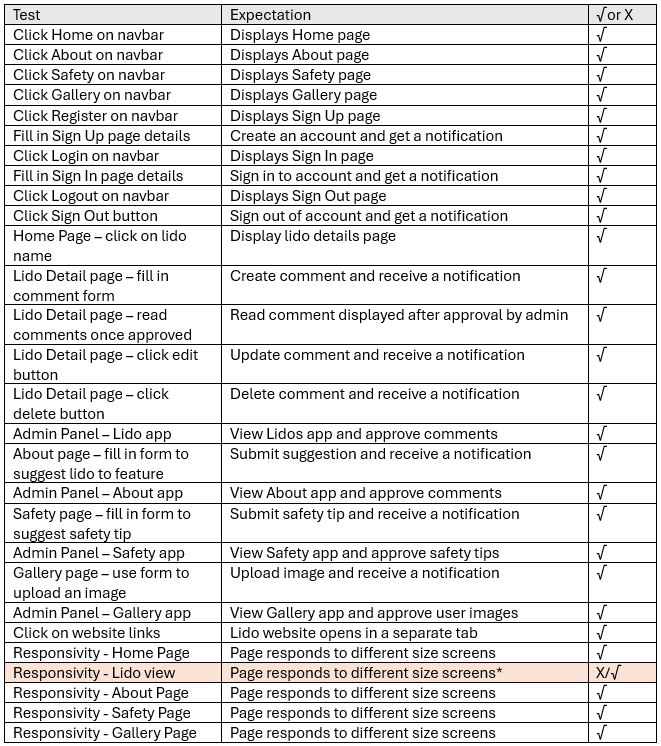 Test Expectation √ or X
Click Home on navbar Displays Home page √
Click About on navbar Displays About page √
Click Safety on navbar Displays Safety page √
Click Gallery on navbar Displays Gallery page √
Click Register on navbar Displays Sign Up page √
Fill in Sign Up page details Create an account and get a notification √
Click Login on navbar Displays Sign In page √
Fill in Sign In page details Sign in to account and get a notification √
Click Logout on navbar Displays Sign Out page √
Click Sign Out button Sign out of account and get a notification √
Home Page – click on lido Display lido details page √
name
Lido Detail page – fill in Create comment and receive a notification √
comment form
Lido Detail page – read Read comment displayed after approval by admin √
comments once approved
Lido Detail page – click edit Update comment and receive a notification √
button
Lido Detail page – click Delete comment and receive a notification √
delete button
Admin Panel – Lido app View Lidos app and approve comments √
About page – fill in form to Submit suggestion and receive a notification √
suggest lido to feature
Admin Panel – About app View About app and approve comments √
Safety page – fill in form to Submit safety tip and receive a notification √
suggest safety tip
Admin Panel – Safety app View Safety app and approve safety tips √
Gallery page – use form to Upload image and receive a notification √
upload an image
Admin Panel – Gallery app View Gallery app and approve user images √
Click on website links Lido website opens in a separate tab √
Responsivity - Home Page Page responds to different size screens √
Responsivity - Lido view Page responds to different size screens* X/√
Responsivity - About Page Page responds to different size screens √
Responsivity - Safety Page Page responds to different size screens √
Responsivity - Gallery Page Page responds to different size screens √